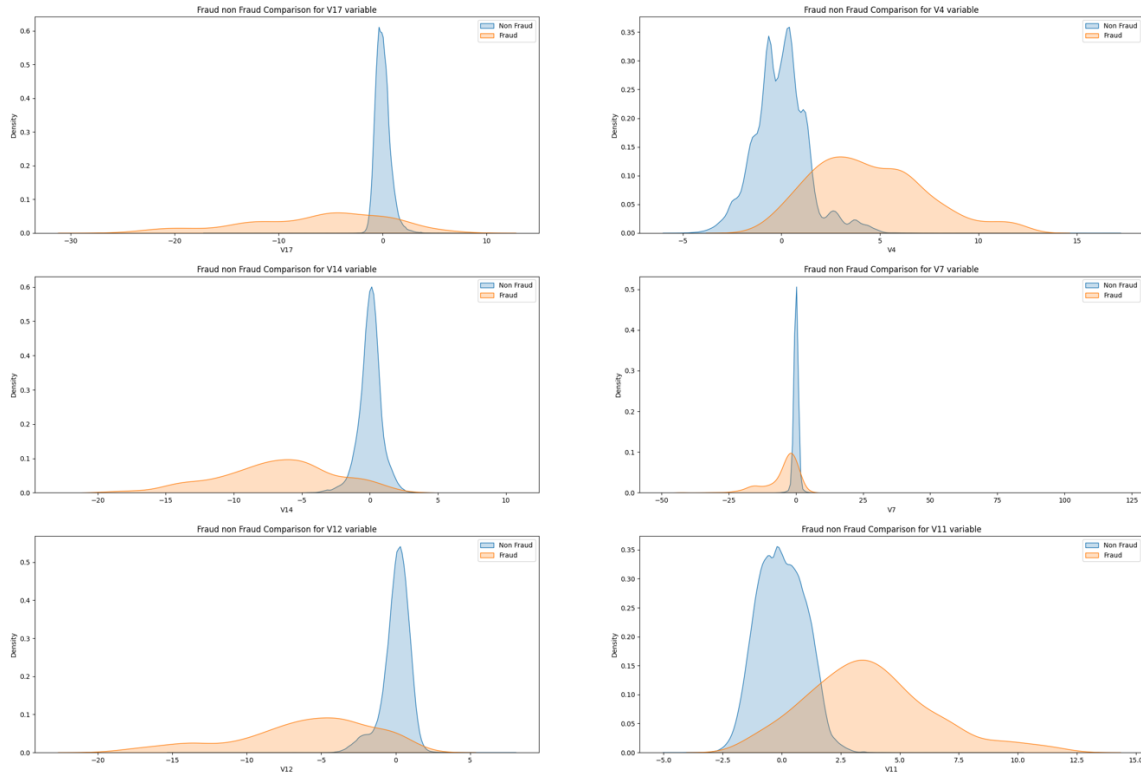 Fraud non Fraud Comparison for V17 variable
Non Fraud
Fraud
Density
0.6
0.5
0.4
0.3
0.2
0.1
0.0
−30 −20 −10 0 10
V17
Fraud non Fraud Comparison for V4 variable
Non Fraud
Fraud
Density
0.35
0.30
0.25
0.20
0.15
0.10
0.05
0.00
−5 0 5 10 15
V4
Fraud non Fraud Comparison for V14 variable
Non Fraud
Fraud
Density
0.6
0.5
0.4
0.3
0.2
0.1
0.0
−20 −15 −10 −5 0 5 10
V14
Fraud non Fraud Comparison for V7 variable
Non Fraud
Fraud
Density
0.5
0.4
0.3
0.2
0.1
0.0
−50 −25 0 25 50 75 100 125
V7
Fraud non Fraud Comparison for V12 variable
Non Fraud
Fraud
Density
0.5
0.4
0.3
0.2
0.1
0.0
−20 −15 −10 −5 0 5
V12
Fraud non Fraud Comparison for V11 variable
Non Fraud
Fraud
Density
0.35
0.30
0.25
0.20
0.15
0.10
0.05
0.00
−5.0 −2.5 0.0 2.5 5.0 7.5 10.0 12.5 15.0
V11